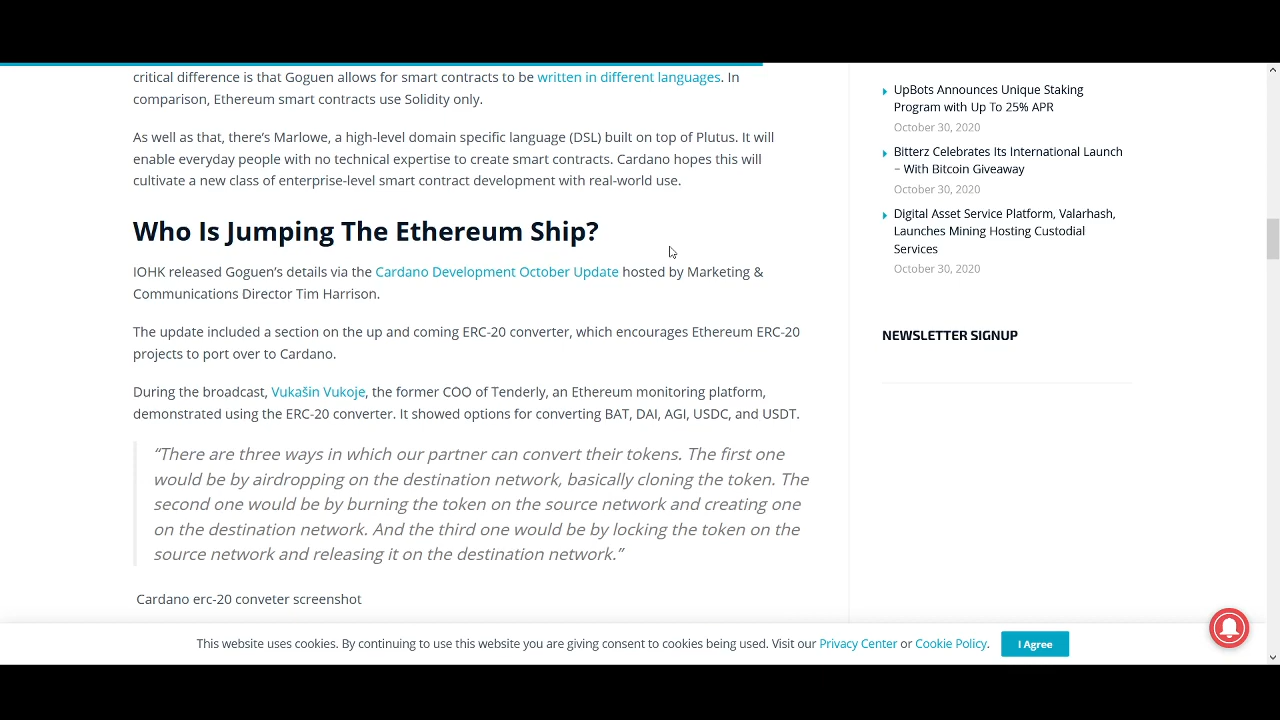 critical difference is that Goguen allows for smart contracts to be written in different languages. In
comparison, Ethereum smart contracts use Solidity only.
As well as that, there's Marlowe, a high-level domain specific language (DSL) built on top of Plutus. It will
enable everyday people with no technical expertise to create smart contracts. Cardano hopes this will
cultivate a new class of enterprise-level smart contract development with real-world use.
Who Is Jumping The Ethereum Ship?
IOHK released Goguen's details via the Cardano Development October Update hosted by Marketing &
Communications Director Tim Harrison.
The update included a section on the up and coming ERC-20 converter, which encourages Ethereum ERC-20
projects to port over to Cardano.
During the broadcast, Vukašin Vukoje, the former COO of Tenderly, an Ethereum monitoring platform,
demonstrated using the ERC-20 converter. It showed options for converting BAT, DAI, AGI, USDC, and USDT.
“There are three ways in which our partner can convert their tokens. The first one
would be by airdropping on the destination network, basically cloning the token. The
second one would be by burning the token on the source network and creating one
on the destination network. And the third one would be by locking the token on the
source network and releasing it on the destination network.”
Cardano erc-20 conveter screenshot
UpBots Announces Unique Staking
Program with Up To 25% APR
October 30, 2020
Bitterz Celebrates Its International Launch
– With Bitcoin Giveaway
October 30, 2020
Digital Asset Service Platform, Valarhash,
Launches Mining Hosting Custodial
Services
October 30, 2020
NEWSLETTER SIGNUP
This website uses cookies. By continuing to use this website you are giving consent to cookies being used. Visit our Privacy Center or Cookie Policy.
I Agree